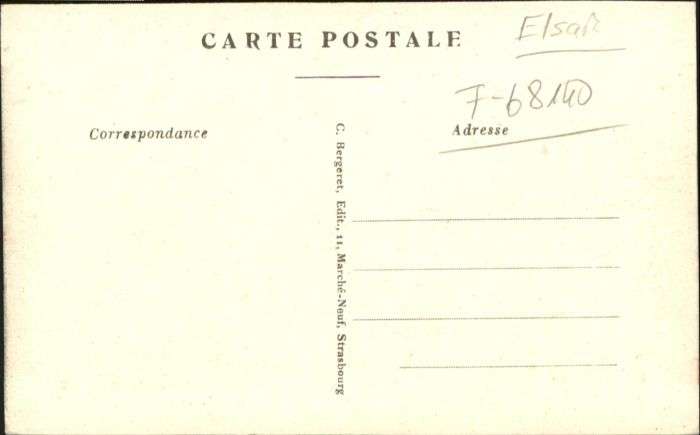 CARTE POSTALE
Elsaß
F-68140
Correspondance
Adresse
C. Bergeret, Edit., 11, Marché-Neuf, Strasbourg